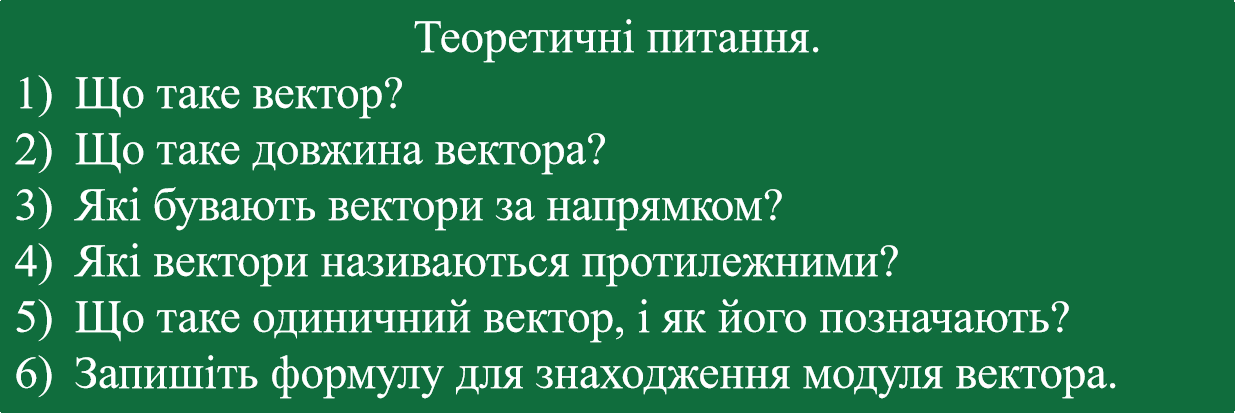 Теоретичні питання.
1) Що таке вектор?
2) Що таке довжина вектора?
3) Які бувають вектори за напрямком?
4) Які вектори називаються протилежними?
5) Що таке одиничний вектор, і як його позначають?
6) Запишіть формулу для знаходження модуля вектора.